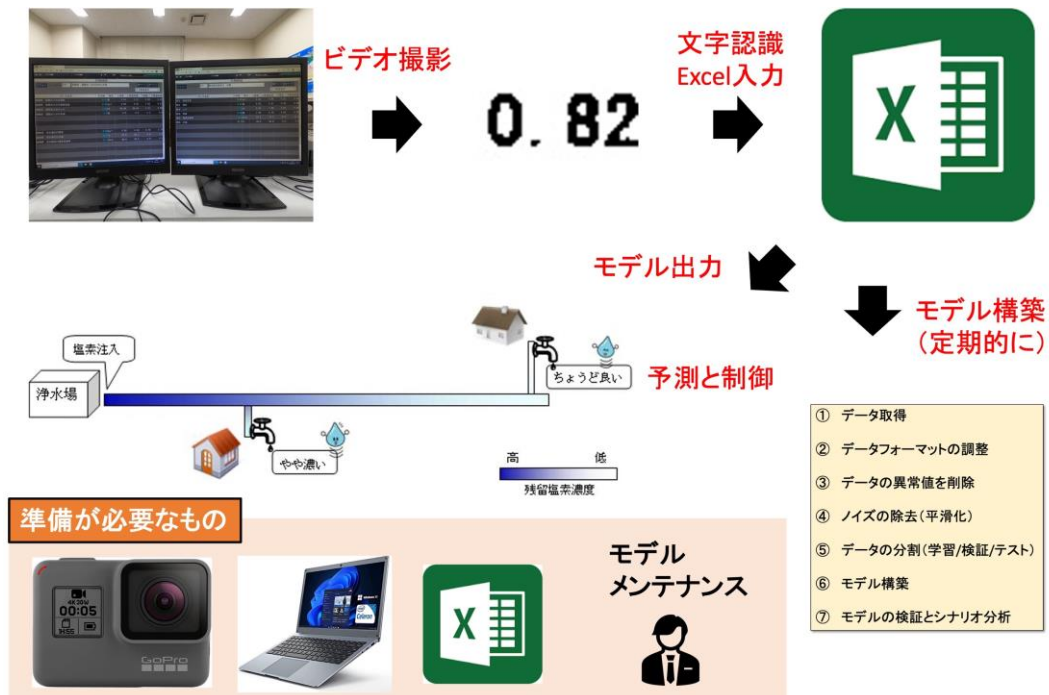 ビデオ撮影
0.82
文字認識
Excel入力
X
モデル出力
モデル構築
(定期的に)
塩素注入
浄水場
ちょうど良い
予測と制御
やや濃い
高 低
残留塩素濃度
① データ取得
② データフォーマットの調整
③ データの異常値を削除
④ ノイズの除去(平滑化)
⑤ データの分割(学習/検証/テスト)
⑥ モデル構築
⑦ モデルの検証とシナリオ分析
準備が必要なもの
00:05
GoPro
Celeron
X
モデル
メンテナンス